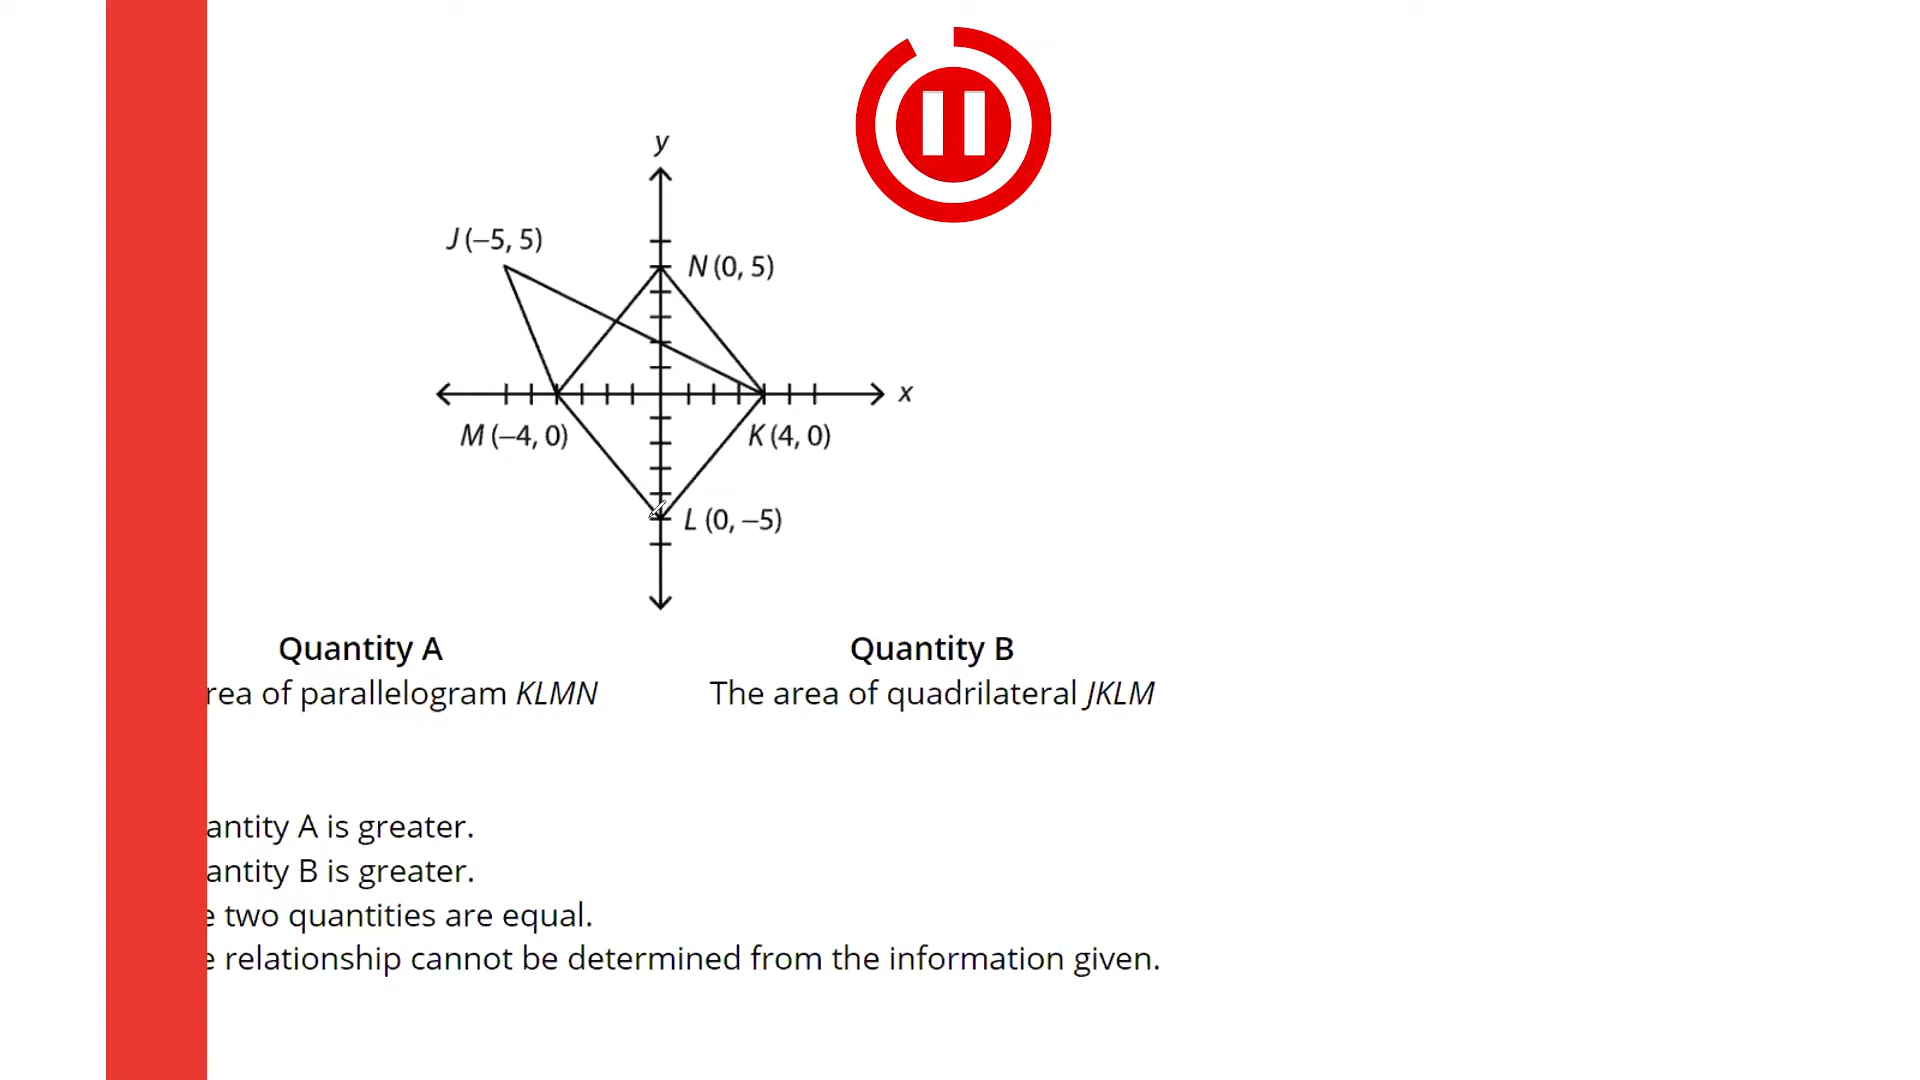 y
J (−5, 5)
N (0, 5)
x
M (−4, 0)
K (4, 0)
L (0, −5)
Quantity A
Quantity B
rea of parallelogram KLMN
The area of quadrilateral JKLM
antity A is greater.
antity B is greater.
e two quantities are equal.
e relationship cannot be determined from the information given.